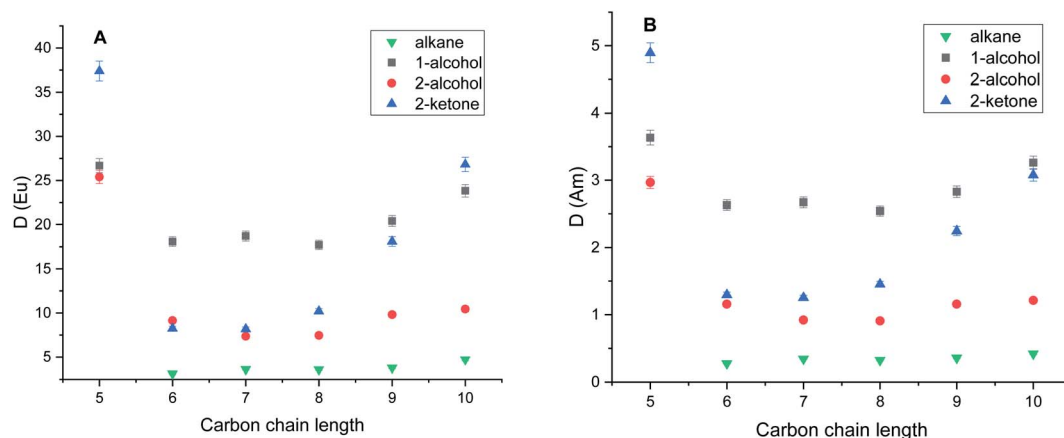 A
alkane
1-alcohol
2-alcohol
2-ketone
D (Eu)
40
35
30
25
20
15
10
5
5 6 7 8 9 10
Carbon chain length
B
alkane
1-alcohol
2-alcohol
2-ketone
D (Am)
5
4
3
2
1
0
5 6 7 8 9 10
Carbon chain length